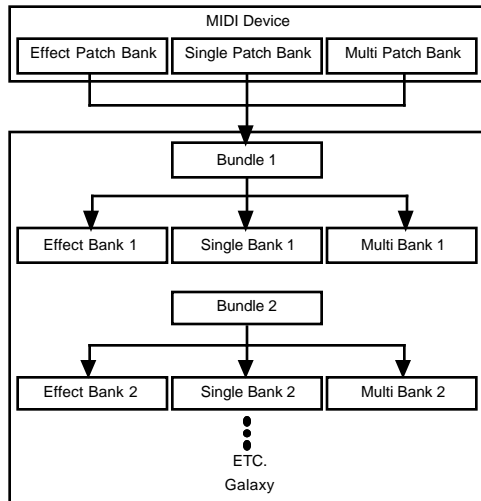 MIDI Device
Effect Patch Bank Single Patch Bank Multi Patch Bank
Bundle 1
Effect Bank 1 Single Bank 1 Multi Bank 1
Bundle 2
Effect Bank 2 Single Bank 2 Multi Bank 2
ETC.
Galaxy